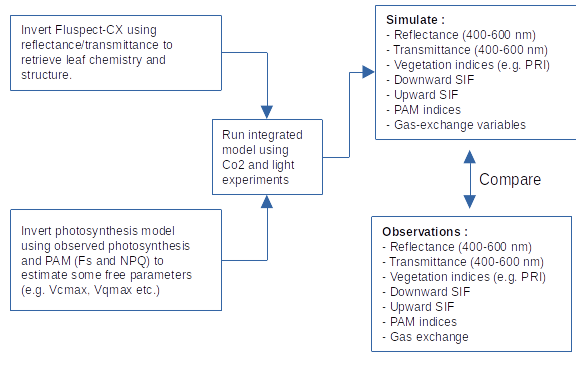 Invert Fluspect-CX using
reflectance/transmittance to
retrieve leaf chemistry and
structure.
Run integrated
model using
Co2 and light
experiments
Invert photosynthesis model
using observed photosynthesis
and PAM (Fs and NPQ) to
estimate some free parameters
(e.g. Vcmax, Vqmax etc.)
Simulate :
- Reflectance (400-600 nm)
- Transmittance (400-600 nm)
- Vegetation indices (e.g. PRI)
- Downward SIF
- Upward SIF
- PAM indices
- Gas-exchange variables
Compare
Observations :
- Reflectance (400-600 nm)
- Transmittance (400-600 nm)
- Vegetation indices (e.g. PRI)
- Downward SIF
- Upward SIF
- PAM indices
- Gas exchange